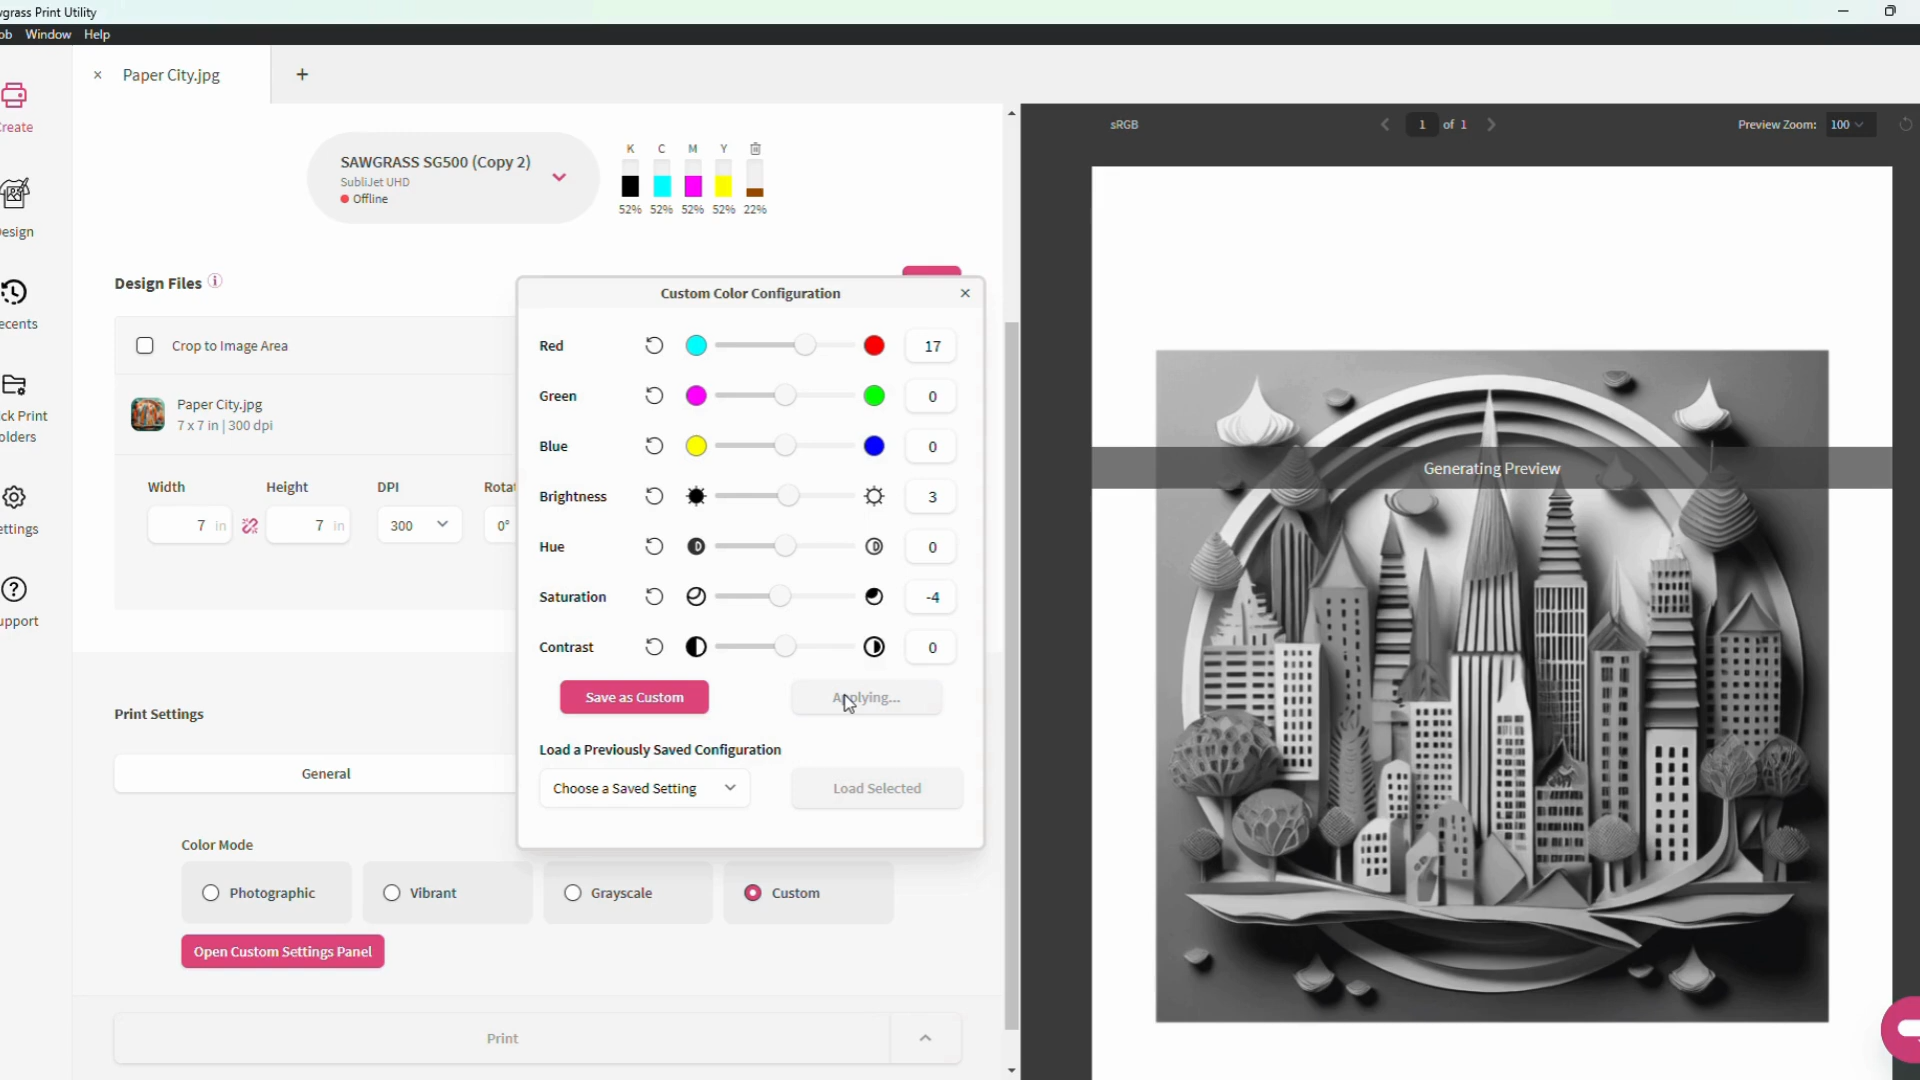 wgrass Print Utility
ob Window Help
× Paper City.jpg +
reate
esign
ecents
ck Print
olders
ettings
upport
SAWGRASS SG500 (Copy 2)
SubliJet UHD
Offline
K C M Y
52% 52% 52% 52% 22%
Design Files
Crop to Image Area
Paper City.jpg
7 x 7 in | 300 dpi
Width Height DPI Rotat
7 in 7 in 300 0°
Custom Color Configuration
Red 17
Green 0
Blue 0
Brightness 3
Hue 0
Saturation -4
Contrast 0
Save as Custom Applying...
Load a Previously Saved Configuration
Choose a Saved Setting Load Selected
Print Settings
General
Color Mode
Photographic Vibrant Grayscale Custom
Open Custom Settings Panel
Print
sRGB 1 of 1 Preview Zoom: 100
Generating Preview